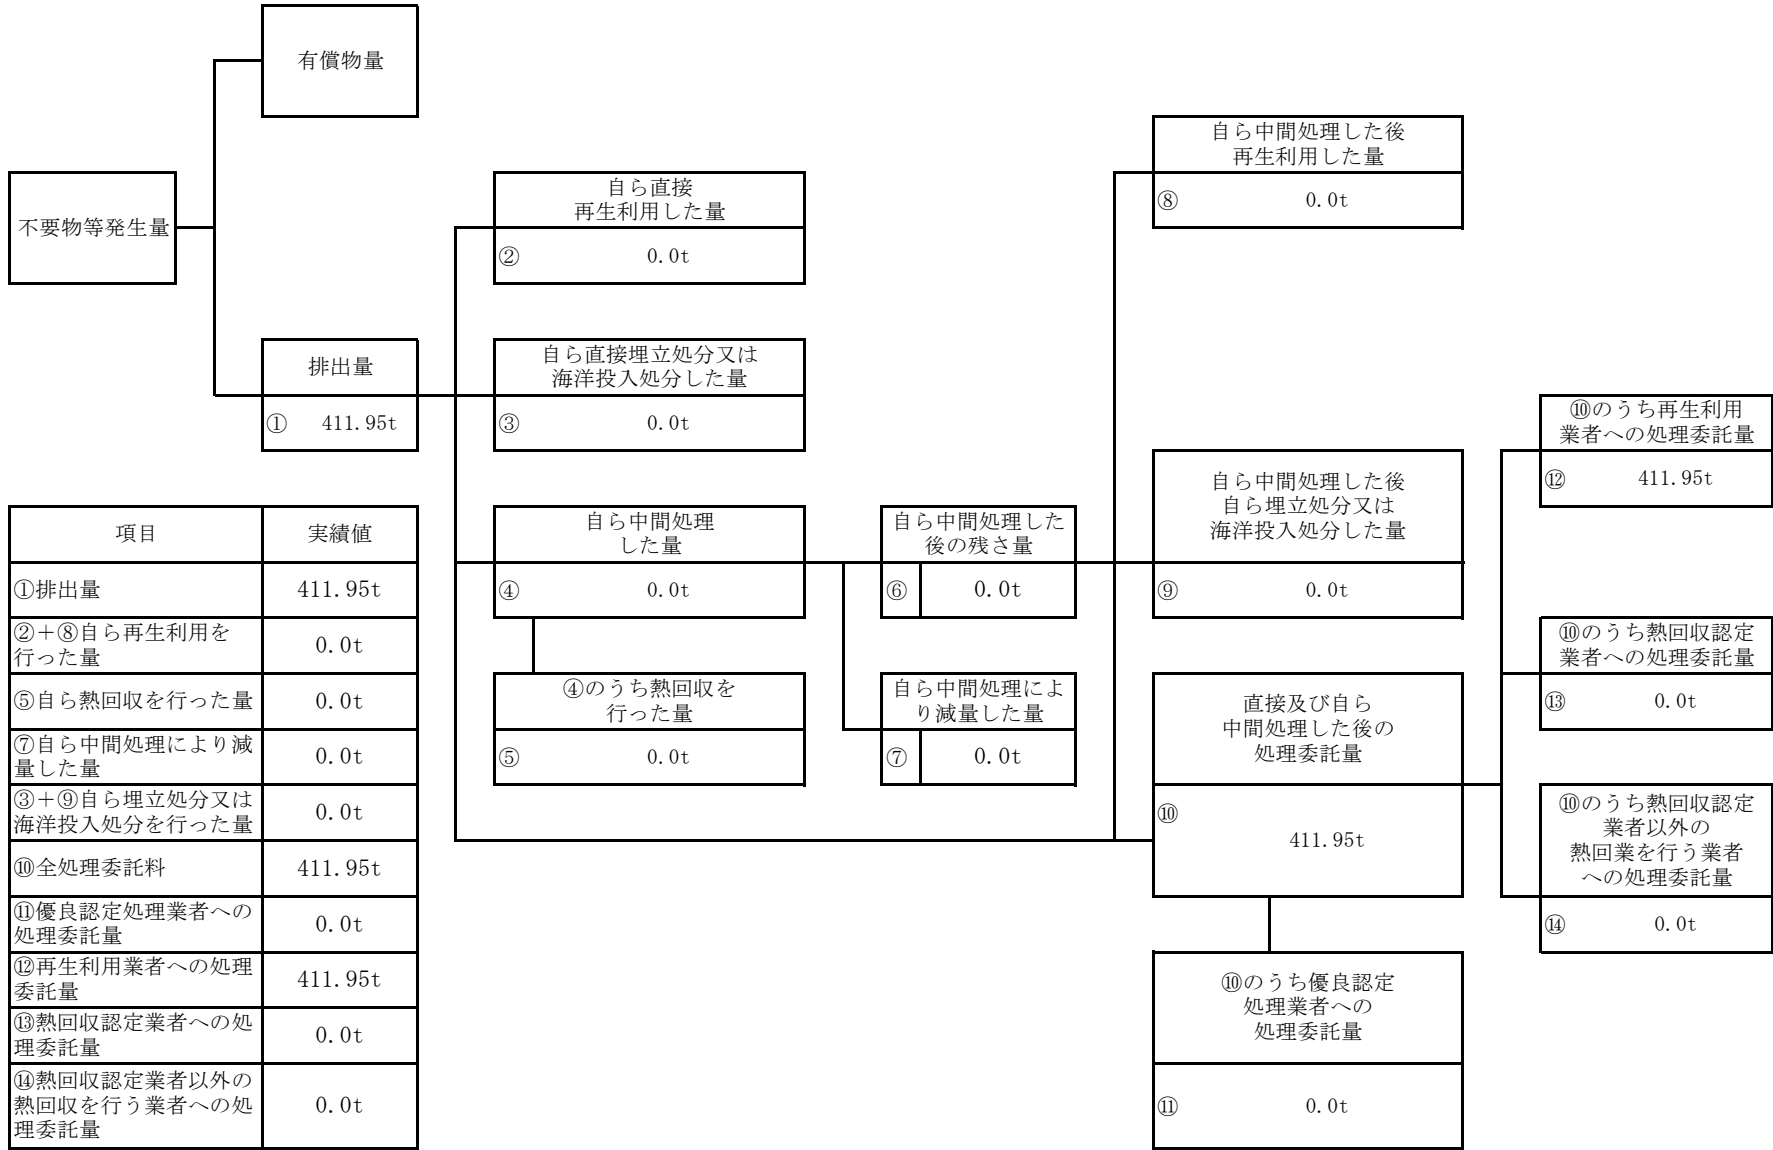 有償物量
不要物等発生量
排出量
① 411.95t
自ら直接
再生利用した量
② 0.0t
自ら直接埋立処分又は
海洋投入処分した量
③ 0.0t
自ら中間処理
した量
④ 0.0t
④のうち熱回収を
行った量
⑤ 0.0t
自ら中間処理した
後の残さ量
⑥ 0.0t
自ら中間処理によ
り減量した量
⑦ 0.0t
自ら中間処理した後
再生利用した量
⑧ 0.0t
自ら中間処理した後
自ら埋立処分又は
海洋投入処分した量
⑨ 0.0t
直接及び自ら
中間処理した後の
処理委託量
⑩
411.95t
⑩のうち優良認定
処理業者への
処理委託量
⑪ 0.0t
⑩のうち再生利用
業者への処理委託量
⑫ 411.95t
⑩のうち熱回収認定
業者への処理委託量
⑬ 0.0t
⑩のうち熱回収認定
業者以外の
熱回業を行う業者
への処理委託量
⑭ 0.0t
項目 実績値
①排出量 411.95t
②＋⑧自ら再生利用を
行った量 0.0t
⑤自ら熱回収を行った量 0.0t
⑦自ら中間処理により減
量した量 0.0t
③＋⑨自ら埋立処分又は
海洋投入処分を行った量 0.0t
⑩全処理委託料 411.95t
⑪優良認定処理業者への
処理委託量 0.0t
⑫再生利用業者への処理
委託量 411.95t
⑬熱回収認定業者への処
理委託量 0.0t
⑭熱回収認定業者以外の
熱回収を行う業者への処
理委託量 0.0t